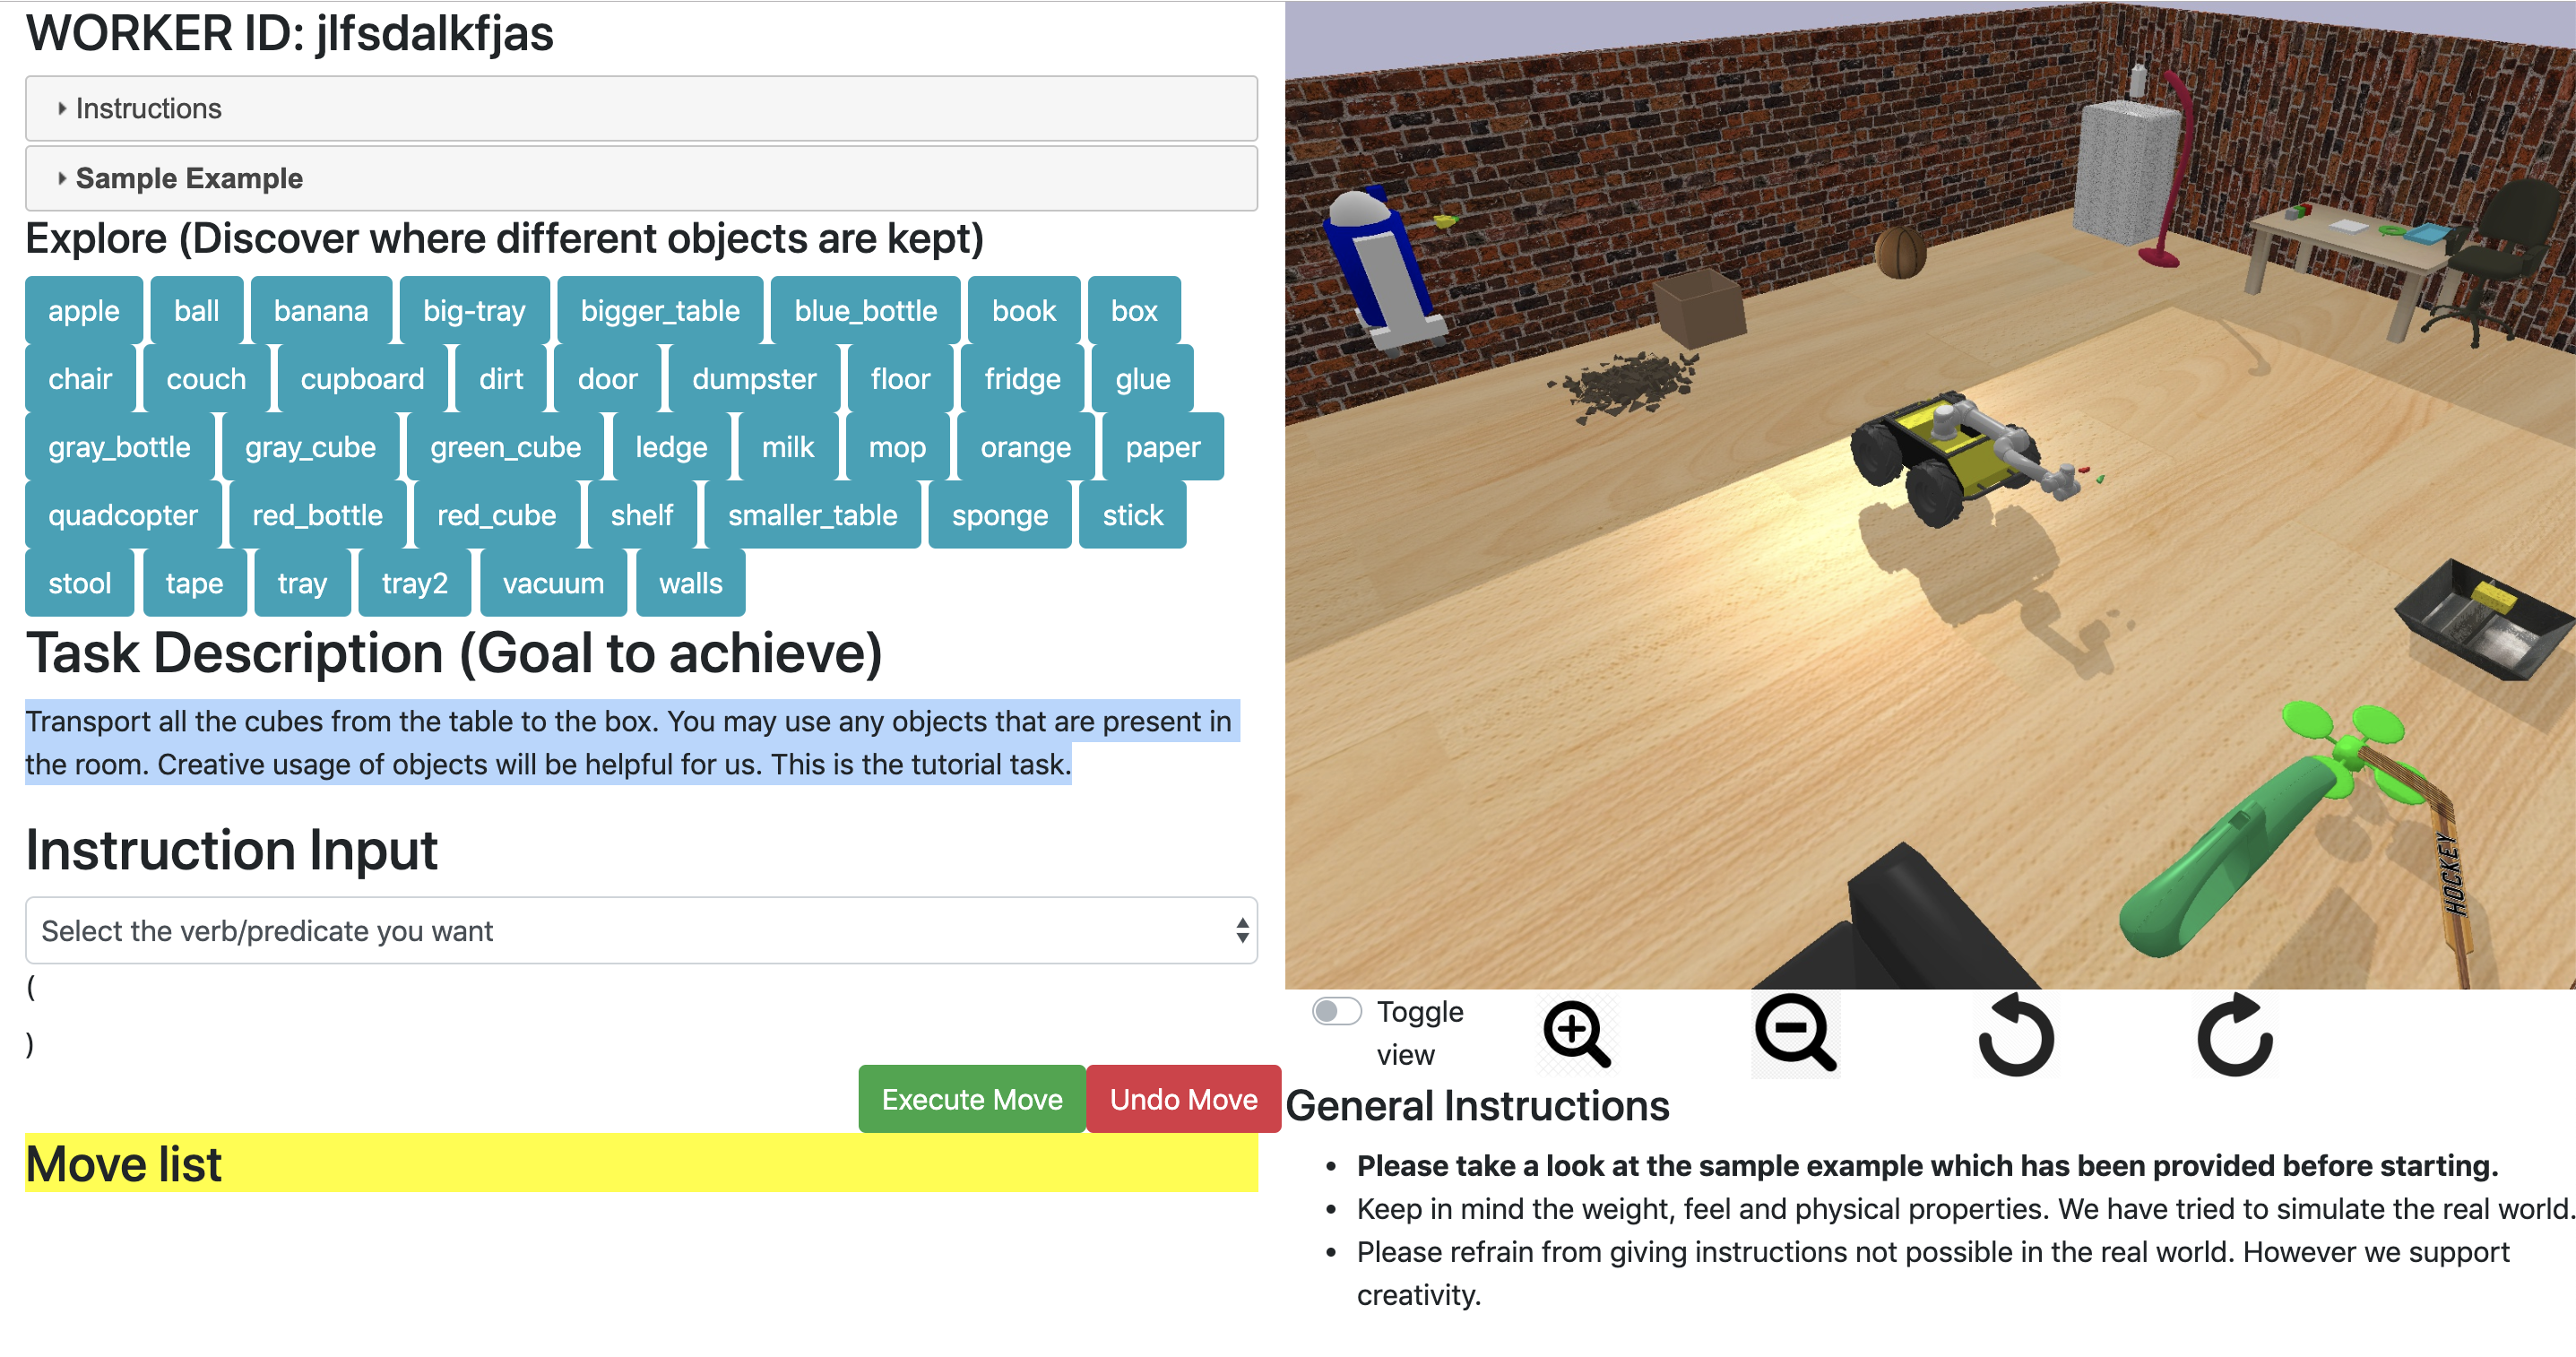 WORKER ID: jlfsdalkfjas
Instructions
Sample Example
Explore (Discover where different objects are kept)
apple ball banana big-tray bigger_table blue_bottle book box
chair couch cupboard dirt door dumpster floor fridge glue
gray_bottle gray_cube green_cube ledge milk mop orange paper
quadcopter red_bottle red_cube shelf smaller_table sponge stick
stool tape tray tray2 vacuum walls
Task Description (Goal to achieve)
Transport all the cubes from the table to the box. You may use any objects that are present in
the room. Creative usage of objects will be helpful for us. This is the tutorial task.
Instruction Input
Select the verb/predicate you want
(
)
Execute Move Undo Move
Move list
HOCKEY
Toggle
view
General Instructions
• Please take a look at the sample example which has been provided before starting.
• Keep in mind the weight, feel and physical properties. We have tried to simulate the real world.
• Please refrain from giving instructions not possible in the real world. However we support
creativity.